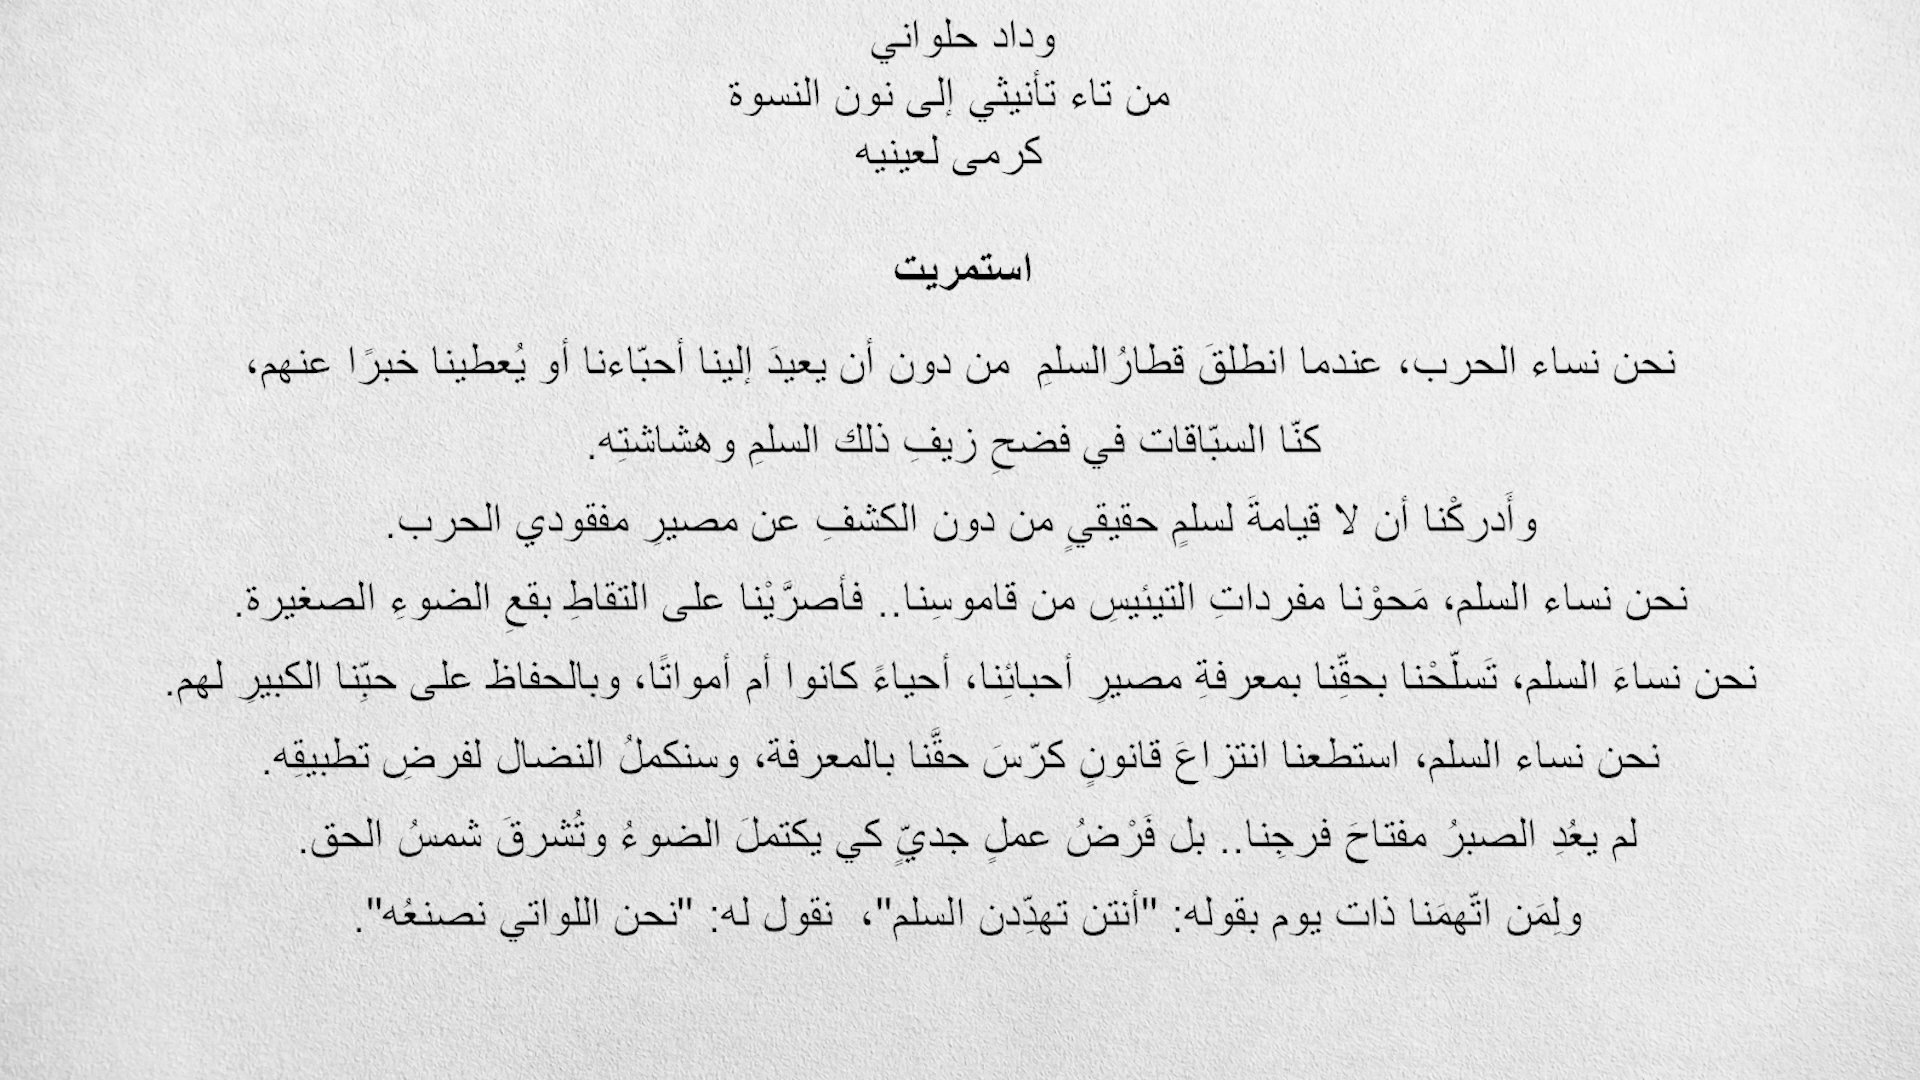 وداد حلواني
من تاء تأنيثي إلى نون النسوة
كرمى لعينيه
استمريت
نحن نساء الحرب، عندما انطلقَ قطارُالسلمِ من دون أن يعيدَ إلينا أحبّاءنا أو يُعطينا خبرًا عنهم،
كنّا السبّاقات في فضحِ زيفِ ذلك السلمِ وهشاشتِه.
وأَدركْنا أن لا قيامةَ لسلمٍ حقيقيٍ من دون الكشفِ عن مصيرِ مفقودي الحرب.
نحن نساء السلم، مَحوْنا مفرداتِ التيئيسِ من قاموسِنا.. فأصرَّيْنا على التقاطِ بقعِ الضوءِ الصغيرة.
نحن نساءَ السلم، تَسلّحْنا بحقِّنا بمعرفةِ مصيرِ أحبائِنا، أحياءً كانوا أم أمواتًا، وبالحفاظ على حبِّنا الكبيرِ لهم.
نحن نساء السلم، استطعنا انتزاعَ قانونٍ كرّسَ حقَّنا بالمعرفة، وسنكملُ النضال لفرضِ تطبيقِه.
لم يعُدِ الصبرُ مفتاحَ فرجِنا.. بل فَرْضُ عملٍ جديٍّ كي يكتملَ الضوءُ وتُشرقَ شمسُ الحق.
ولِمَن اتّهمَنا ذات يوم بقوله: "أنتن تهدِّدن السلم"، نقول له: "نحن اللواتي نصنعُه".